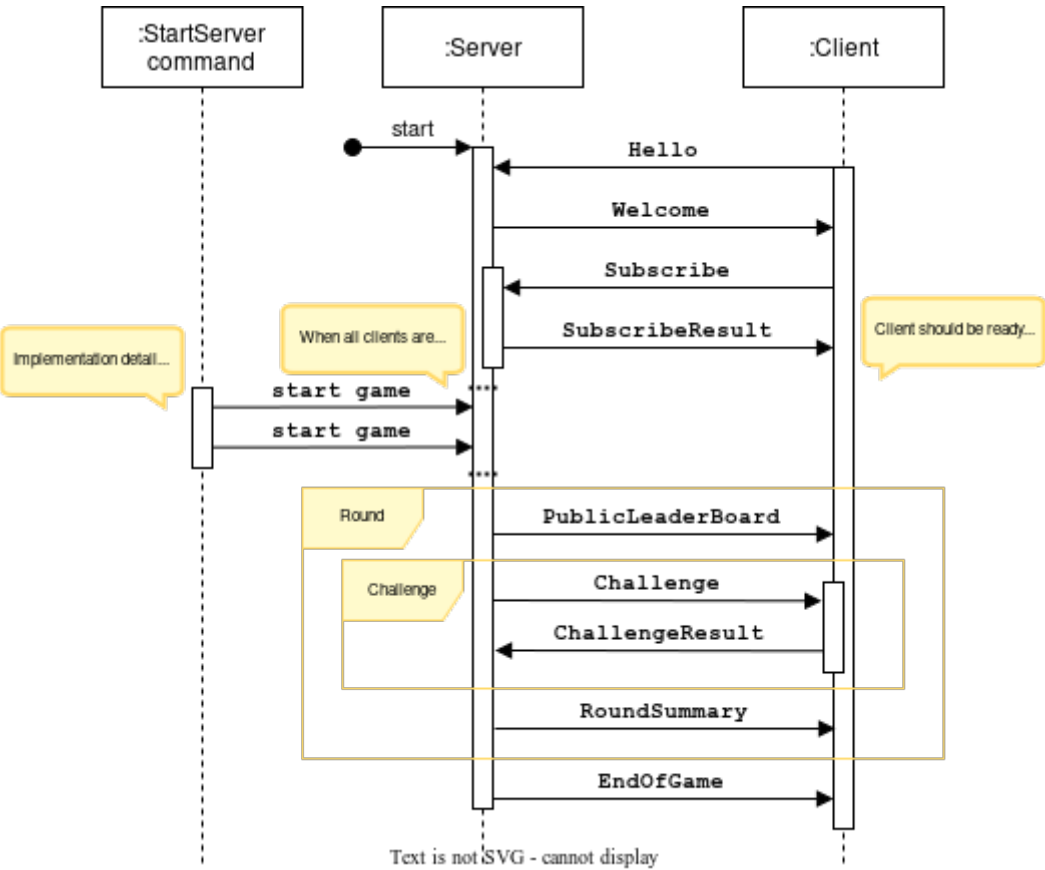 :StartServer
command
:Server
:Client
start
Hello
Welcome
Subscribe
When all clients are...
SubscribeResult
Client should be ready...
Implementation detail...
start game
start game
Round
PublicLeaderBoard
Challenge
Challenge
ChallengeResult
RoundSummary
EndOfGame
Text is not SVG - cannot display